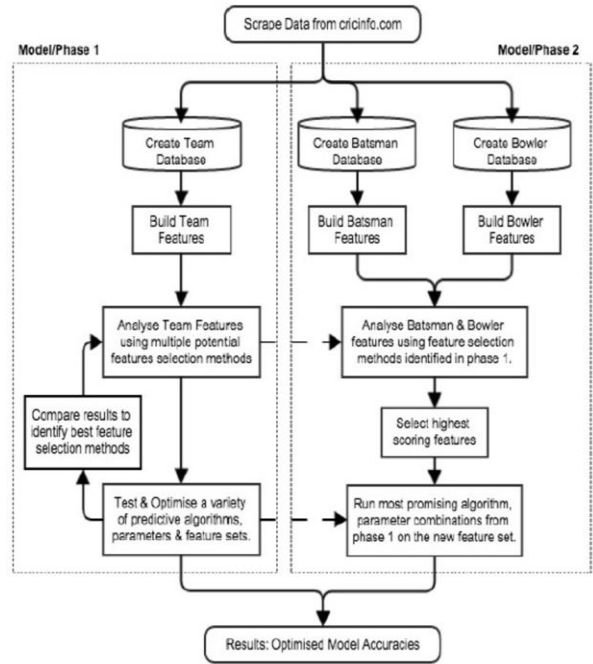 Scrape Data from cricinfo.com
Model/Phase 1
Model/Phase 2
Create Team
Database
Create Batsman
Database
Create Bowler
Database
Build Team
Features
Build Batsman
Features
Build Bowler
Features
Analyse Team Features
using multiple potential
features selection methods
Analyse Batsman & Bowler
features using feature selection
methods identified in phase 1.
Compare results to
identify best feature
selection methods
Select highest
scoring features
Test & Optimise a variety
of predictive algorithms,
parameters & feature sets.
Run most promising algorithm,
parameter combinations from
phase 1 on the new feature set.
Results: Optimised Model Accuracies